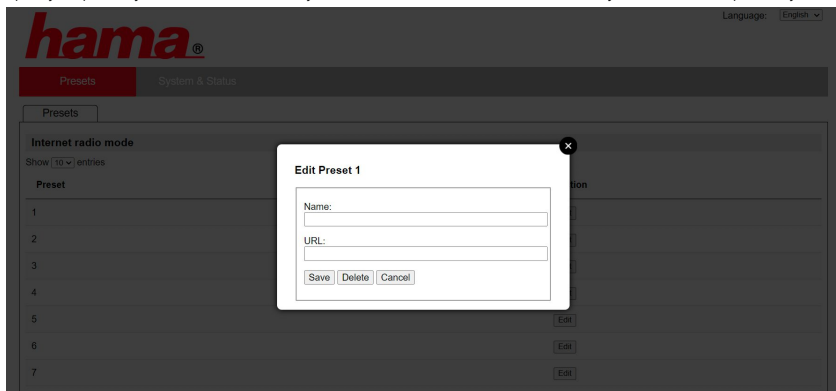 Language: English
hama®
Presets System & Status
Presets
Internet radio mode
Show 10 entries
Preset
Edit Preset 1
Name:
URL:
Save Delete Cancel
1
2
3
4
5 Edit
6 Edit
7 Edit